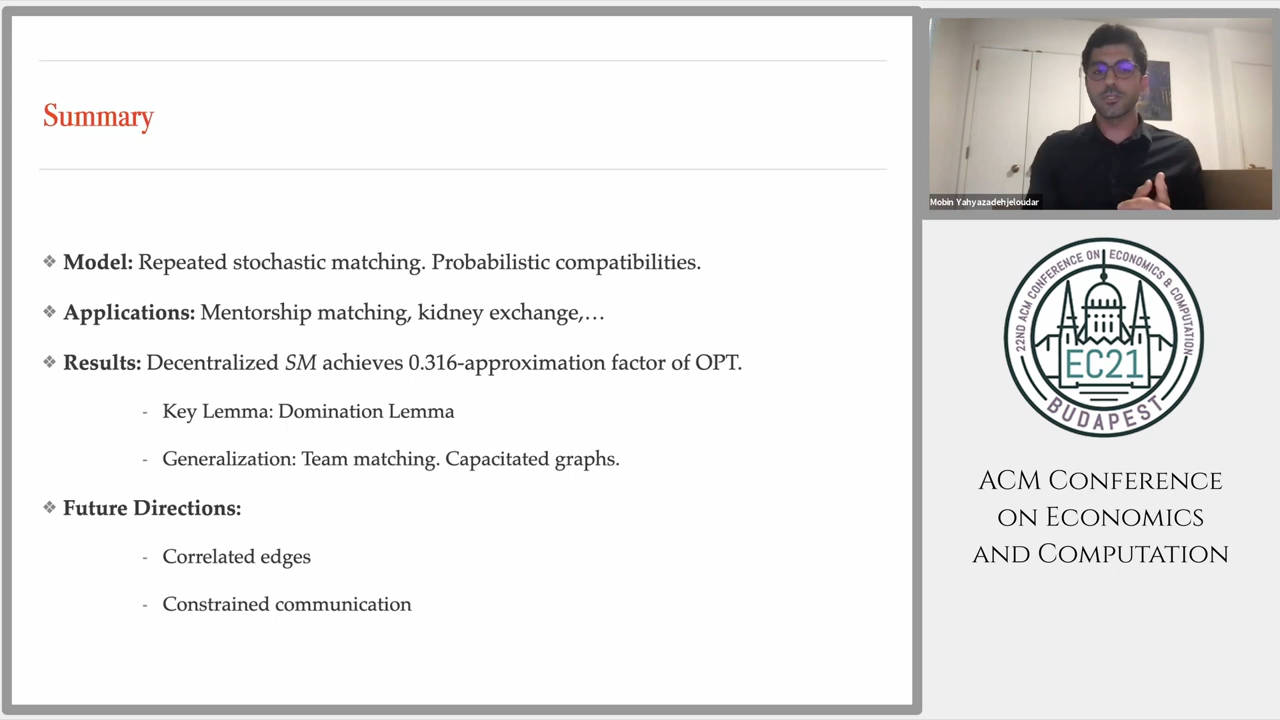 Summary
❖ Model: Repeated stochastic matching. Probabilistic compatibilities.
❖ Applications: Mentorship matching, kidney exchange,…
❖ Results: Decentralized SM achieves 0.316-approximation factor of OPT.
- Key Lemma: Domination Lemma
- Generalization: Team matching. Capacitated graphs.
❖ Future Directions:
- Correlated edges
- Constrained communication
Mobin Yahyazadehjeloudar
22ND ACM CONFERENCE ON ECONOMICS & COMPUTATION
EC21
BUDAPEST
ACM Conference
on Economics
and Computation